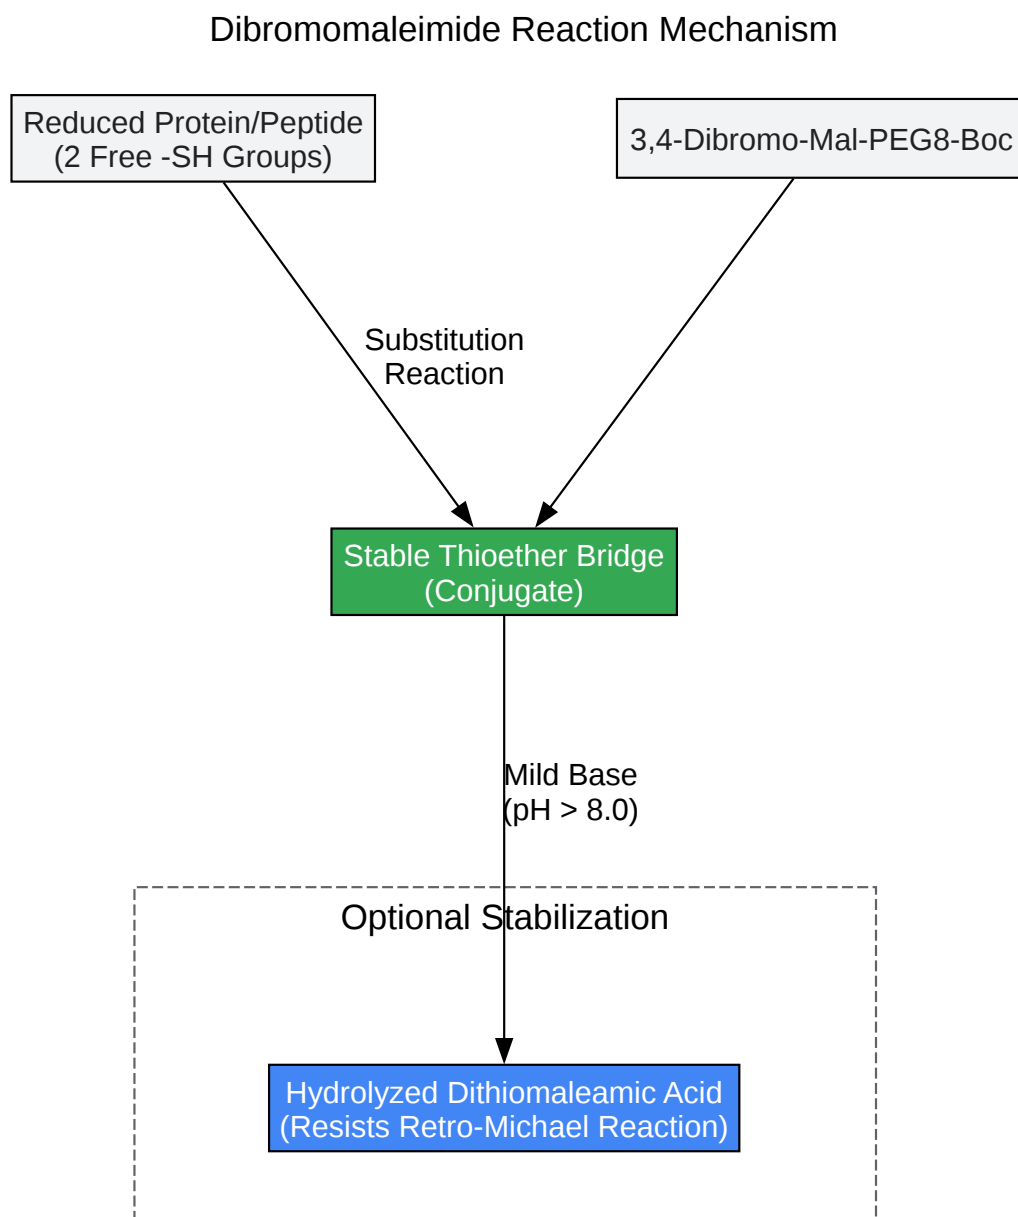 Dibromomaleimide Reaction Mechanism
Reduced Protein/Peptide
(2 Free -SH Groups)
3,4-Dibromo-Mal-PEG8-Boc
Substitution
Reaction
Stable Thioether Bridge
(Conjugate)
Mild Base
(pH > 8.0)
Optional Stabilization
Hydrolyzed Dithiomaleamic Acid
(Resists Retro-Michael Reaction)